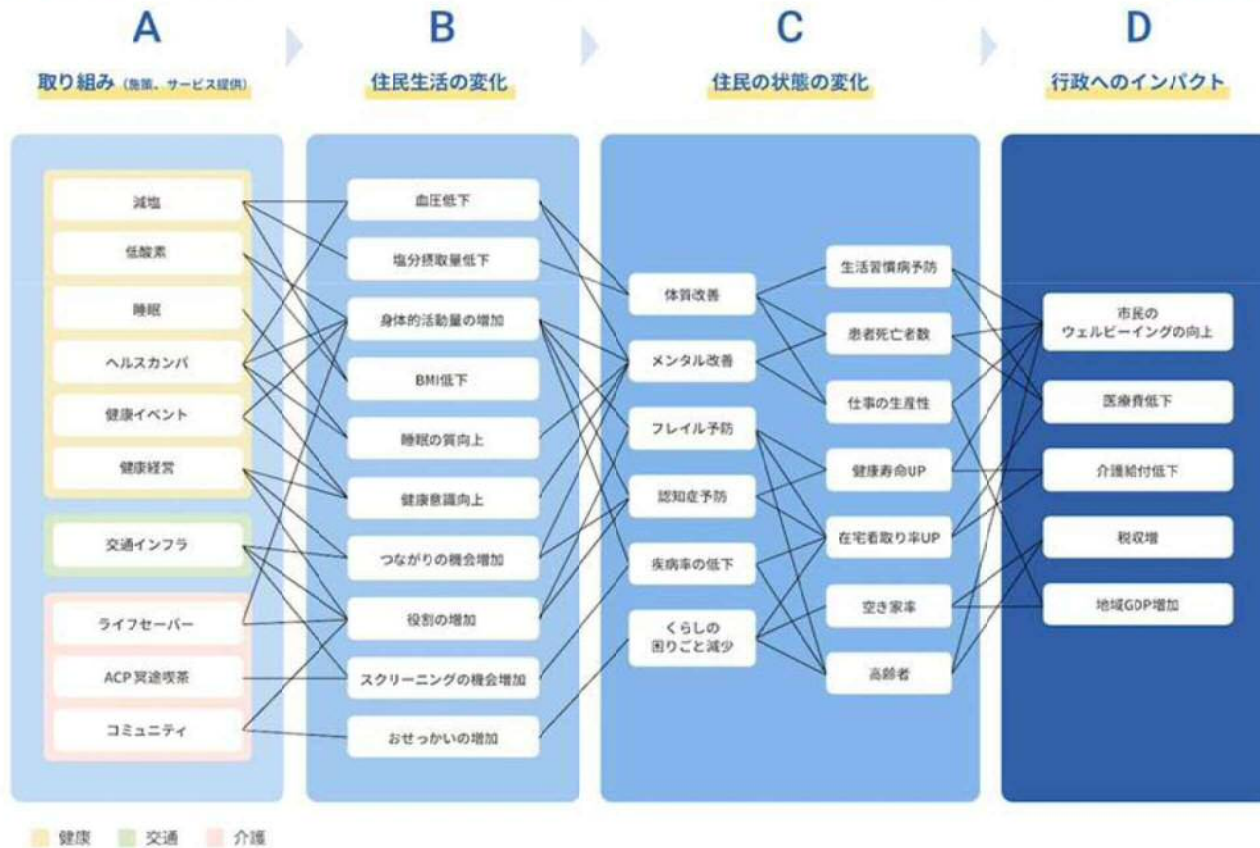 A
取り組み（施策、サービス提供）
減塩
低酸素
睡眠
ヘルスカンパ
健康イベント
健康経営
交通インフラ
ライフセーバー
ACP冥途喫茶
コミュニティ
B
住民生活の変化
血圧低下
塩分摂取量低下
身体的活動量の増加
BMI低下
睡眠の質向上
健康意識向上
つながりの機会増加
役割の増加
スクリーニングの機会増加
おせっかいの増加
C
住民の状態の変化
体質改善
メンタル改善
フレイル予防
認知症予防
疾病率の低下
くらしの
困りごと減少
生活習慣病予防
患者死亡者数
仕事の生産性
健康寿命UP
在宅看取り率UP
空き家率
高齢者
D
行政へのインパクト
市民の
ウェルビーイングの向上
医療費低下
介護給付低下
税収増
地域GDP増加
健康
交通
介護